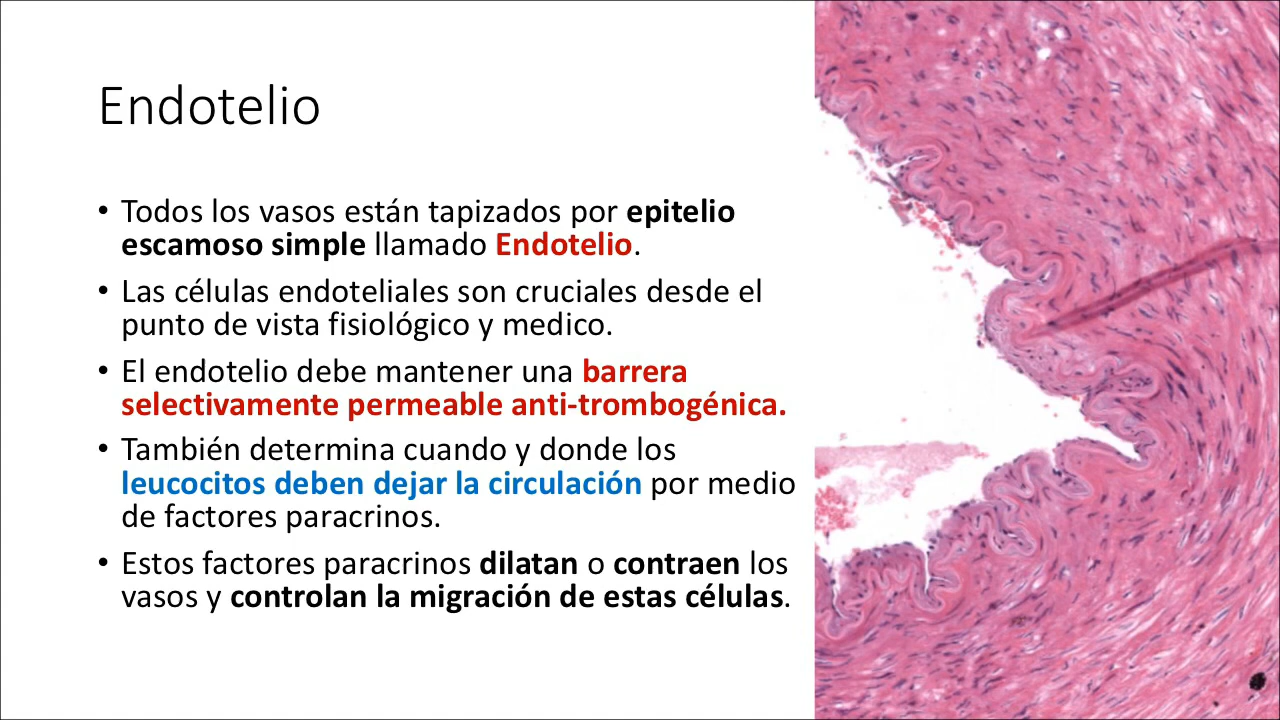 Endotelio
• Todos los vasos están tapizados por epitelio
escamoso simple llamado Endotelio.
• Las células endoteliales son cruciales desde el
punto de vista fisiológico y medico.
• El endotelio debe mantener una barrera
selectivamente permeable anti-trombogénica.
• También determina cuando y donde los
leucocitos deben dejar la circulación por medio
de factores paracrinos.
• Estos factores paracrinos dilatan o contraen los
vasos y controlan la migración de estas células.